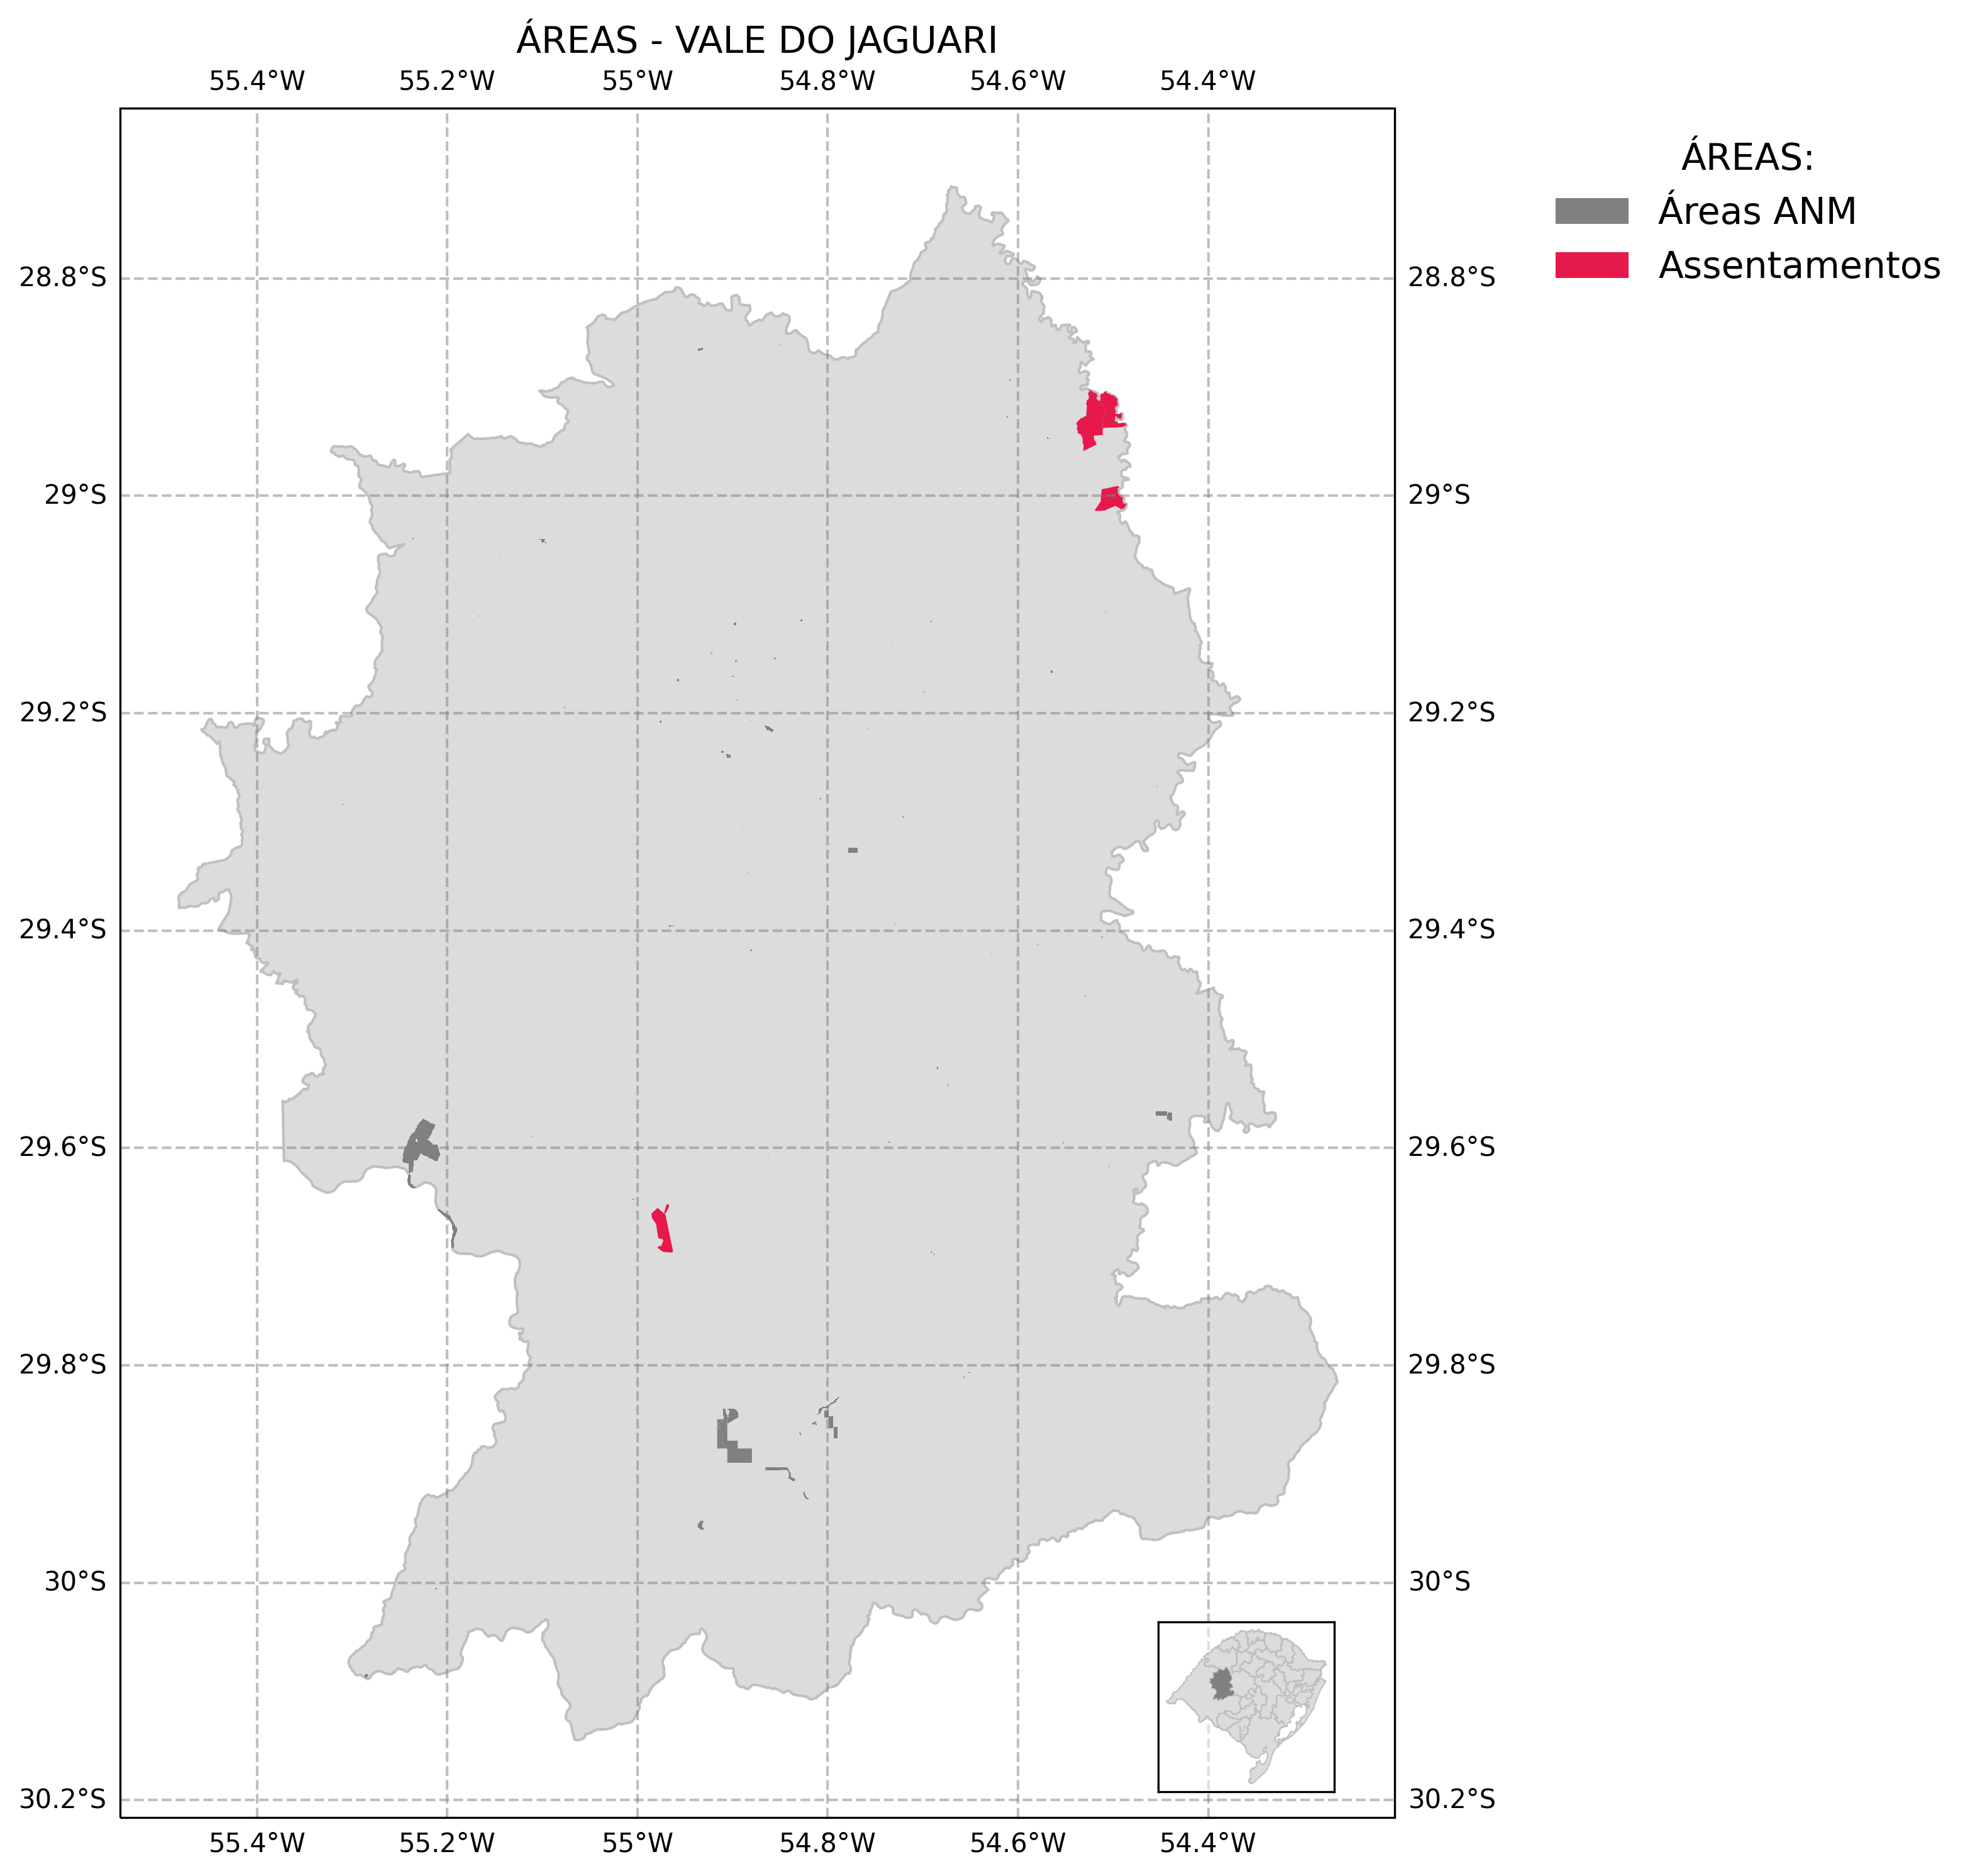 ÁREAS - VALE DO JAGUARI
55.4°W 55.2°W 55°W 54.8°W 54.6°W 54.4°W
ÁREAS:
Áreas ANM
Assentamentos
28.8°S 28.8°S
29°S 29°S
29.2°S 29.2°S
29.4°S 29.4°S
29.6°S 29.6°S
29.8°S 29.8°S
30°S 30°S
30.2°S 30.2°S
55.4°W 55.2°W 55°W 54.8°W 54.6°W 54.4°W